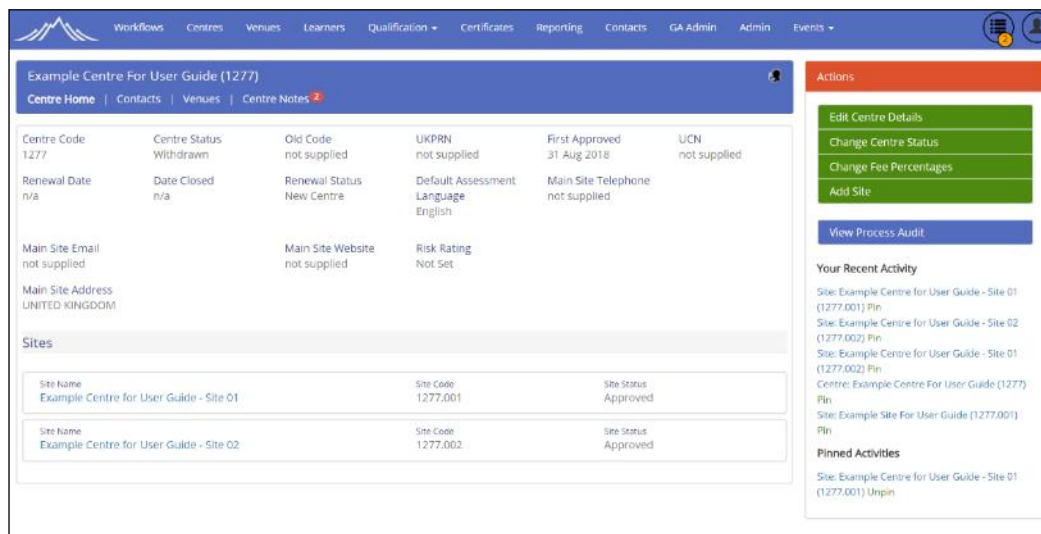 Workflows Centres Venues Learners Qualification Certificates Reporting Contacts GA Admin Admin Events
2
Example Centre For User Guide (1277)
Centre Home | Contacts | Venues | Centre Notes 2
Centre Code Centre Status Old Code UKPRN First Approved UCN
1277 Withdrawn not supplied not supplied 31 Aug 2018 not supplied
Renewal Date Date Closed Renewal Status Default Assessment Main Site Telephone
n/a n/a New Centre Language not supplied
English
Main Site Email Main Site Website Risk Rating
not supplied not supplied Not Set
Main Site Address
UNITED KINGDOM
Sites
Site Name Site Code Site Status
Example Centre for User Guide - Site 01 1277.001 Approved
Site Name Site Code Site Status
Example Centre for User Guide - Site 02 1277.002 Approved
Actions
Edit Centre Details
Change Centre Status
Change Fee Percentages
Add Site
View Process Audit
Your Recent Activity
Site: Example Centre for User Guide - Site 01
(1277.001) Pin
Site: Example Centre for User Guide - Site 02
(1277.002) Pin
Site: Example Centre for User Guide - Site 01
(1277.002) Pin
Centre: Example Centre For User Guide (1277)
Pin
Site: Example Site For User Guide (1277.001)
Pin
Pinned Activities
Site: Example Centre for User Guide - Site 01
(1277.001) Unpin